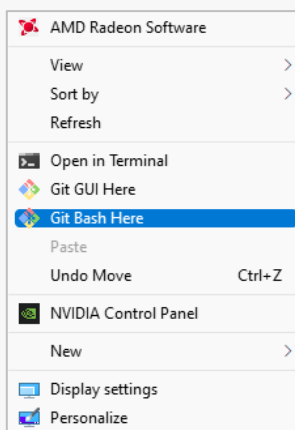 AMD Radeon Software
View
Sort by
Refresh
Open in Terminal
Git GUI Here
Git Bash Here
Paste
Undo Move Ctrl+Z
NVIDIA Control Panel
New
Display settings
Personalize